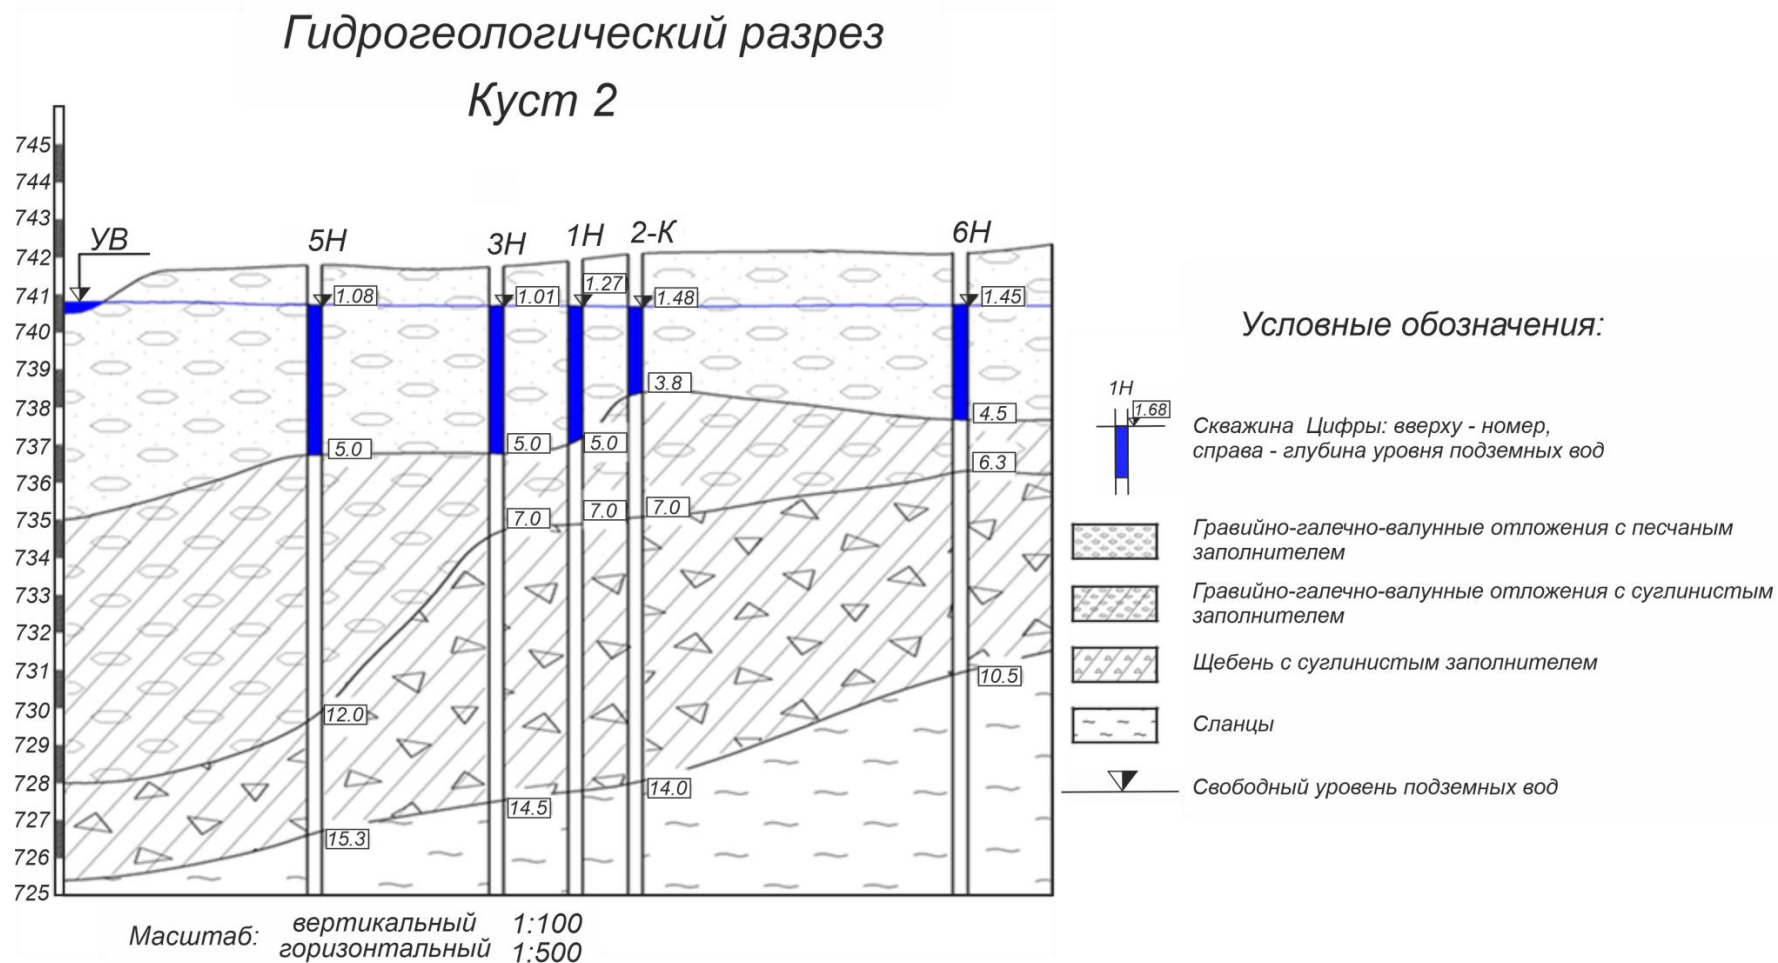 Гидрогеологический разрез
Куст 2
745
744
743
742
741
740
739
738
737
736
735
734
733
732
731
730
729
728
727
726
725
УВ
5Н
3Н
1Н
2-К
6Н
1.08
1.01
1.27
1.48
1.45
3.8
4.5
5.0
5.0
5.0
6.3
7.0
7.0
7.0
10.5
12.0
14.0
14.5
15.3
Масштаб:
вертикальный 1:100
горизонтальный 1:500
Условные обозначения:
1Н
1.68
Скважина Цифры: вверху - номер,
справа - глубина уровня подземных вод
Гравийно-галечно-валунные отложения с песчаным
заполнителем
Гравийно-галечно-валунные отложения с суглинистым
заполнителем
Щебень с суглинистым заполнителем
Сланцы
Свободный уровень подземных вод